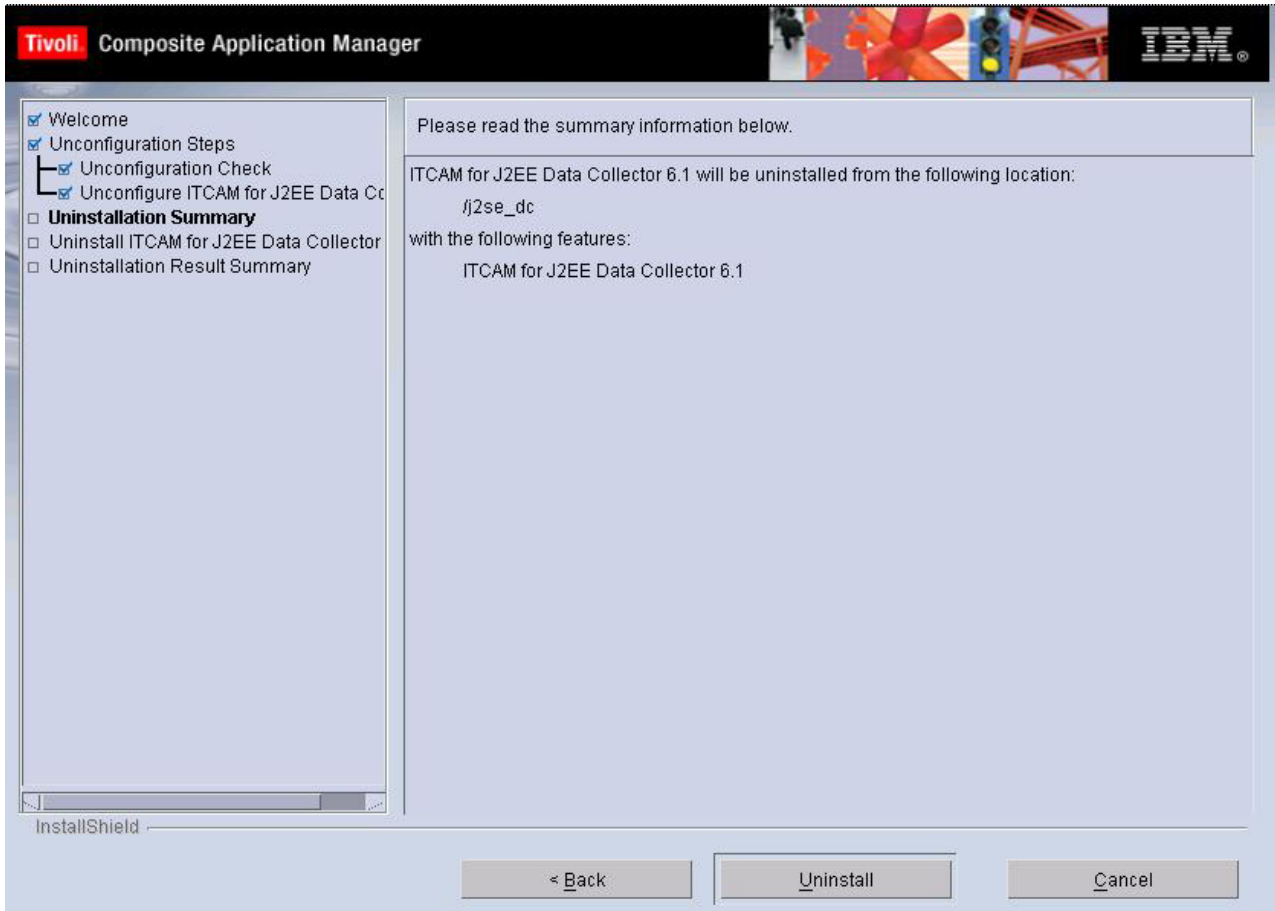 Tivoli. Composite Application Manager
IBM®
Welcome
Unconfiguration Steps
Unconfiguration Check
Unconfigure ITCAM for J2EE Data Co
Uninstallation Summary
Uninstall ITCAM for J2EE Data Collector
Uninstallation Result Summary
Please read the summary information below.
ITCAM for J2EE Data Collector 6.1 will be uninstalled from the following location:
/j2se_dc
with the following features:
ITCAM for J2EE Data Collector 6.1
InstallShield
< Back
Uninstall
Cancel